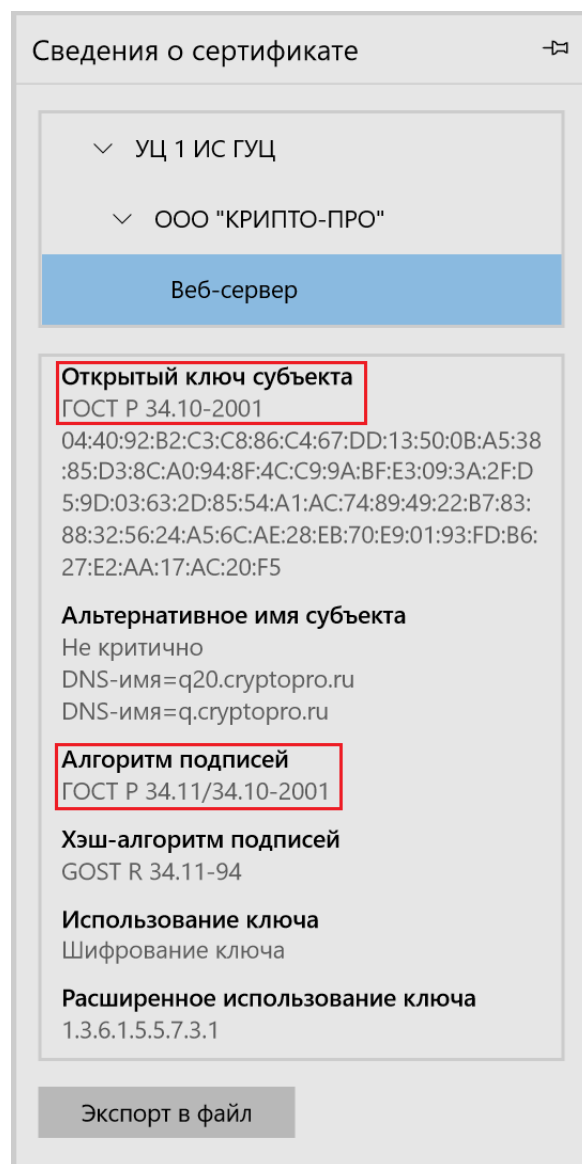 Сведения о сертификате
УЦ 1 ИС ГУЦ
ООО "КРИПТО-ПРО"
Веб-сервер
Открытый ключ субъекта
ГОСТ Р 34.10-2001
04:40:92:B2:C3:C8:86:C4:67:DD:13:50:0B:A5:38
:85:D3:8C:A0:94:8F:4C:C9:9A:BF:E3:09:3A:2F:D
5:9D:03:63:2D:85:54:A1:AC:74:89:49:22:B7:83:
88:32:56:24:A5:6C:AE:28:EB:70:E9:01:93:FD:B6:
27:E2:AA:17:AC:20:F5
Альтернативное имя субъекта
Не критично
DNS-имя=q20.cryptopro.ru
DNS-имя=q.cryptopro.ru
Алгоритм подписей
ГОСТ Р 34.11/34.10-2001
Хэш-алгоритм подписей
GOST R 34.11-94
Использование ключа
Шифрование ключа
Расширенное использование ключа
1.3.6.1.5.5.7.3.1
Экспорт в файл